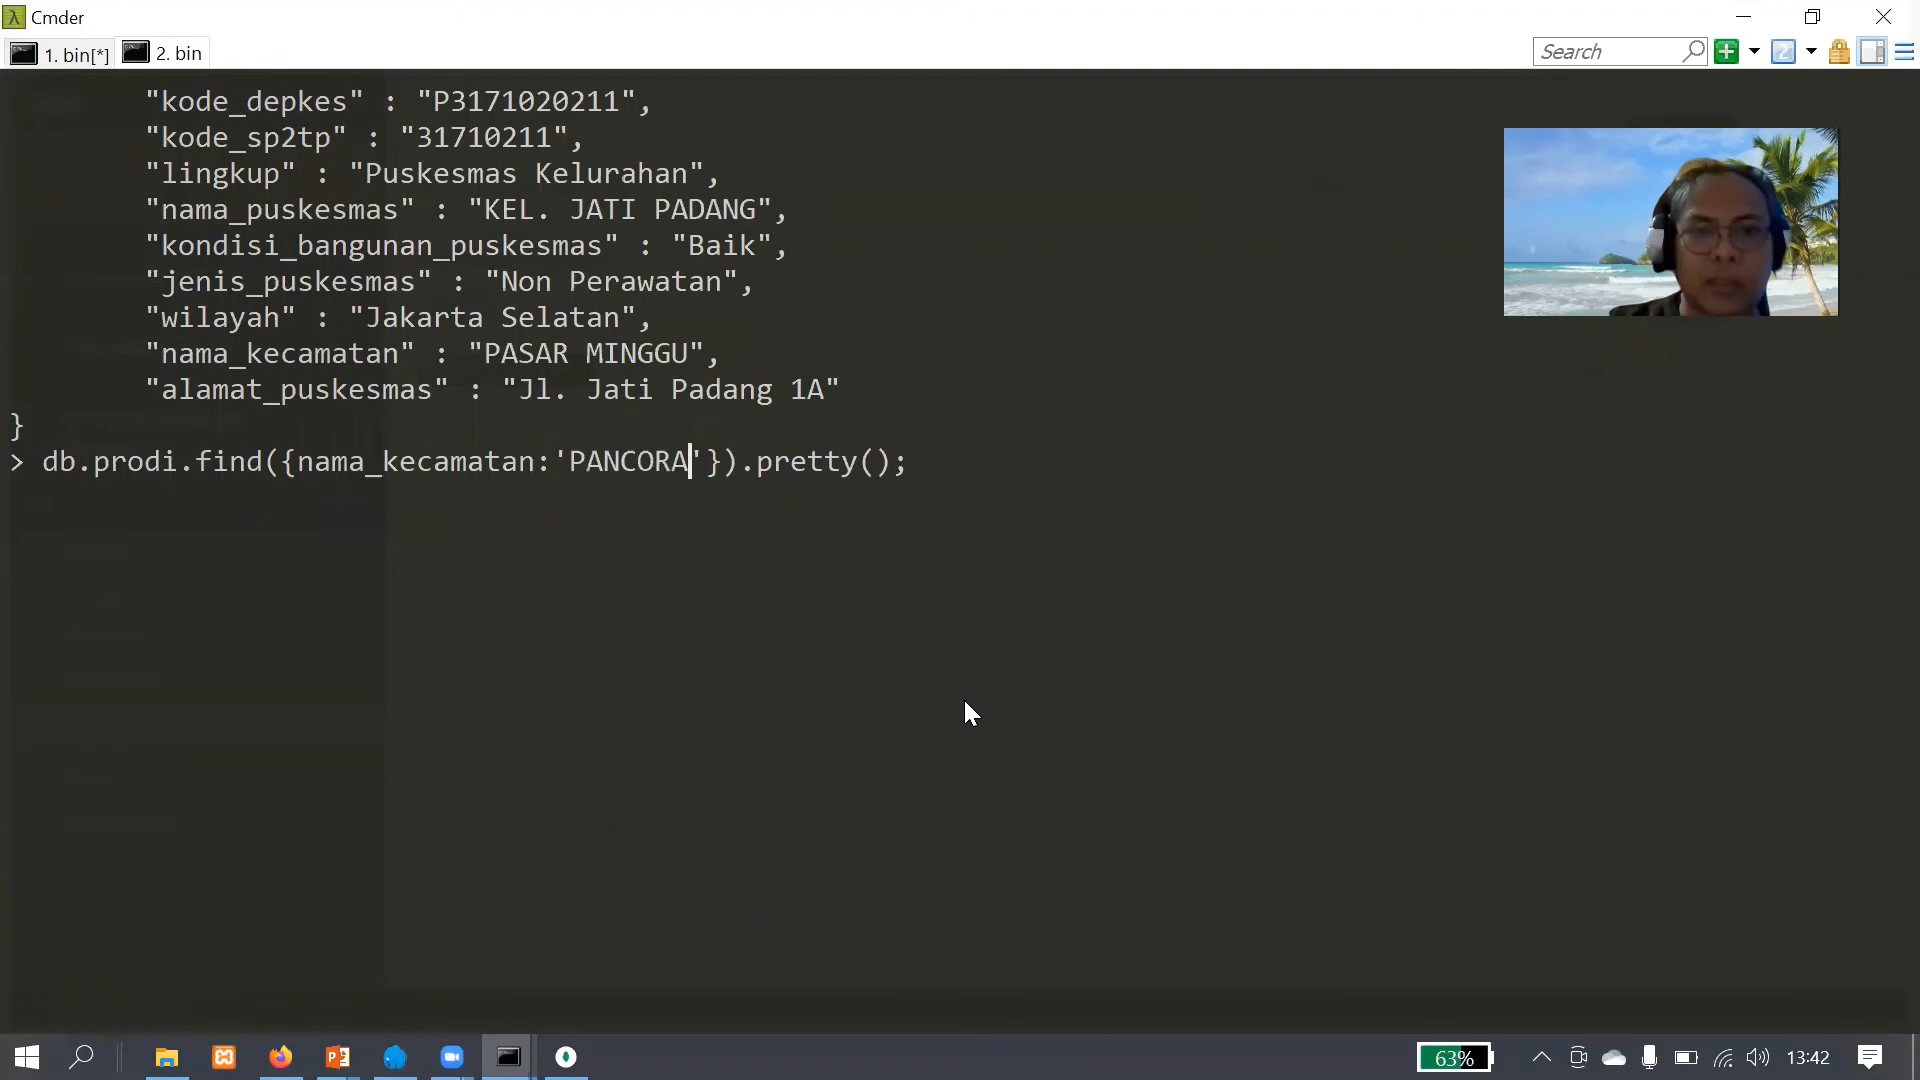 Cmder
1. bin[*]
2. bin
Search
2
"kode_depkes" : "P3171020211",
"kode_sp2tp" : "31710211",
"lingkup" : "Puskesmas Kelurahan",
"nama_puskesmas" : "KEL. JATI PADANG",
"kondisi_bangunan_puskesmas" : "Baik",
"jenis_puskesmas" : "Non Perawatan",
"wilayah" : "Jakarta Selatan",
"nama_kecamatan" : "PASAR MINGGU",
"alamat_puskesmas" : "Jl. Jati Padang 1A"
}
> db.prodi.find({nama_kecamatan:'PANCORA'}).pretty();
63%
13:42